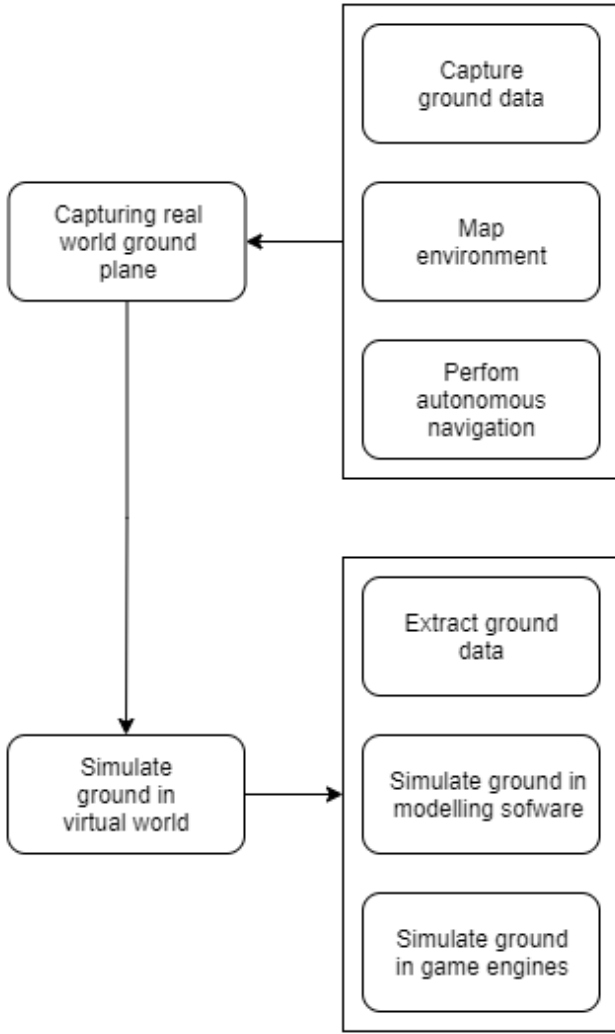 Capture
ground data
Capturing real
world ground
plane
Map
environment
Perfom
autonomous
navigation
Extract ground
data
Simulate
ground in
virtual world
Simulate ground in
modelling sofware
Simulate ground
in game engines